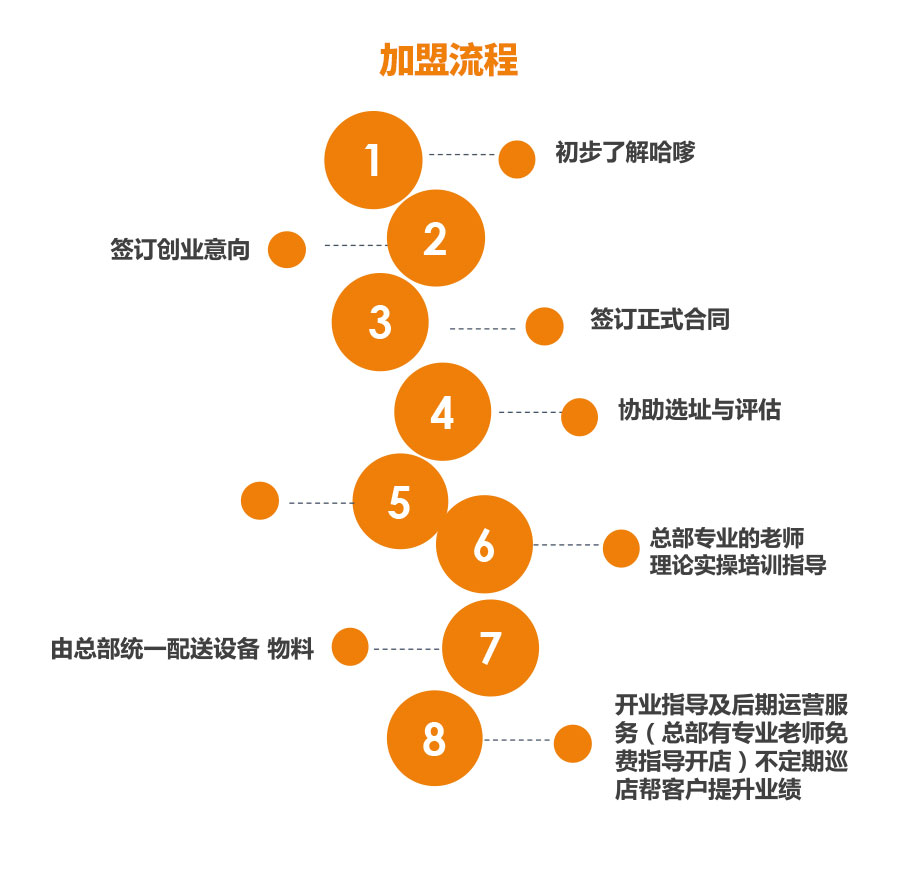 加盟流程
1
初步了解哈嗲
2
签订创业意向
3
签订正式合同
4
协助选址与评估
5
6
总部专业的老师
理论实操培训指导
7
由总部统一配送设备 物料
8
开业指导及后期运营服
务（总部有专业老师免
费指导开店）不定期巡
店帮客户提升业绩